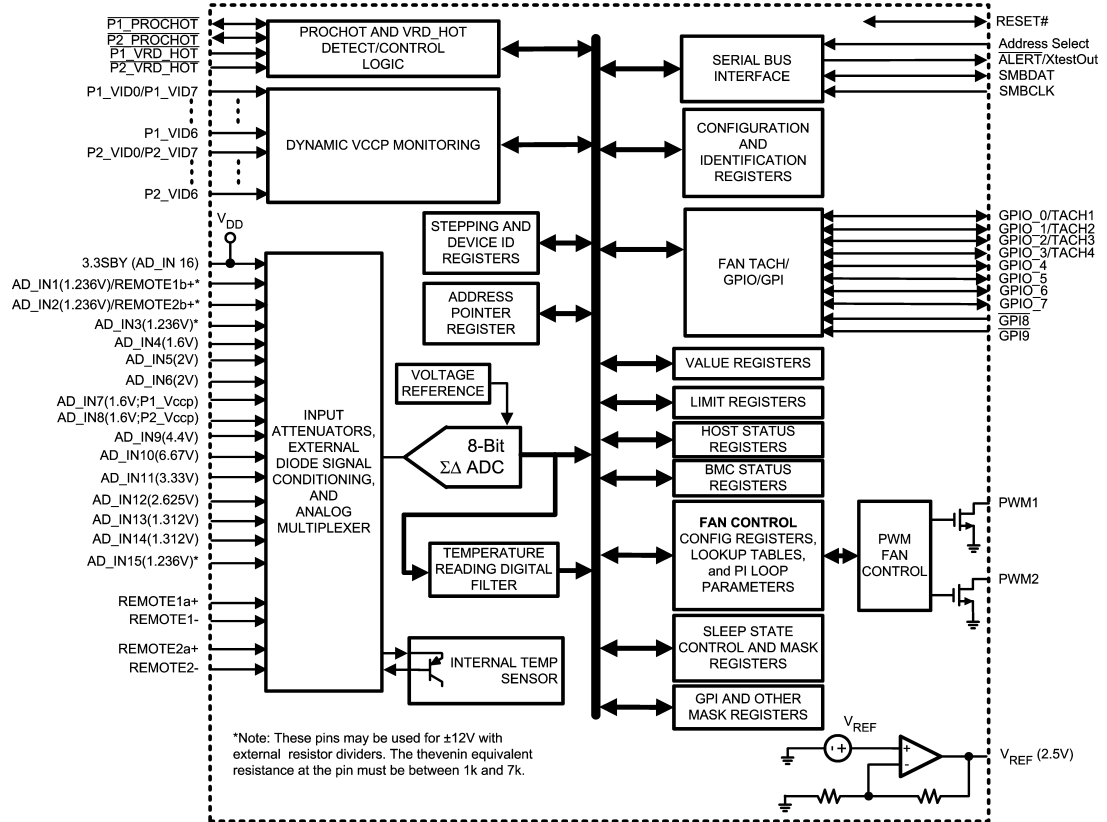 P1_PROCHOT
P2_PROCHOT
P1_VRD_HOT
P2_VRD_HOT
P1_VID0/P1_VID7
P1_VID6
P2_VID0/P2_VID7
P2_VID6
VDD
3.3SBY (AD_IN 16)
AD_IN1(1.236V)/REMOTE1b+*
AD_IN2(1.236V)/REMOTE2b+*
AD_IN3(1.236V)*
AD_IN4(1.6V)
AD_IN5(2V)
AD_IN6(2V)
AD_IN7(1.6V;P1_Vccp)
AD_IN8(1.6V;P2_Vccp)
AD_IN9(4.4V)
AD_IN10(6.67V)
AD_IN11(3.33V)
AD_IN12(2.625V)
AD_IN13(1.312V)
AD_IN14(1.312V)
AD_IN15(1.236V)*
REMOTE1a+
REMOTE1-
REMOTE2a+
REMOTE2-
PROCHOT AND VRD_HOT
DETECT/CONTROL
LOGIC
DYNAMIC VCCP MONITORING
STEPPING AND
DEVICE ID
REGISTERS
ADDRESS
POINTER
REGISTER
VOLTAGE
REFERENCE
INPUT
ATTENUATORS,
EXTERNAL
DIODE SIGNAL
CONDITIONING,
AND
ANALOG
MULTIPLEXER
8-Bit
ΣΔ ADC
TEMPERATURE
READING DIGITAL
FILTER
INTERNAL TEMP
SENSOR
*Note: These pins may be used for ±12V with
external resistor dividers. The thevenin equivalent
resistance at the pin must be between 1k and 7k.
SERIAL BUS
INTERFACE
CONFIGURATION
AND
IDENTIFICATION
REGISTERS
FAN TACH/
GPIO/GPI
VALUE REGISTERS
LIMIT REGISTERS
HOST STATUS
REGISTERS
BMC STATUS
REGISTERS
FAN CONTROL
CONFIG REGISTERS,
LOOKUP TABLES,
and PI LOOP
PARAMETERS
PWM
FAN
CONTROL
SLEEP STATE
CONTROL AND MASK
REGISTERS
GPI AND OTHER
MASK REGISTERS
VREF
- +
+
-
RESET#
Address Select
ALERT/XtestOut
SMBDAT
SMBCLK
GPIO_0/TACH1
GPIO_1/TACH2
GPIO_2/TACH3
GPIO_3/TACH4
GPIO_4
GPIO_5
GPIO_6
GPIO_7
GPI8
GPI9
PWM1
PWM2
VREF (2.5V)